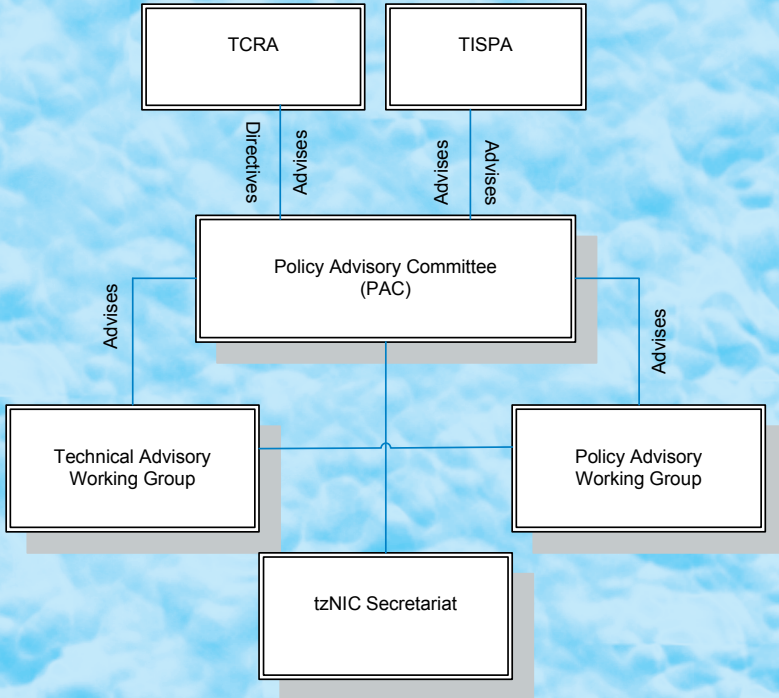 TCRA
TISPA
Directives
Advises
Advises
Advises
Policy Advisory Committee
(PAC)
Advises
Advises
Technical Advisory
Working Group
Policy Advisory
Working Group
tzNIC Secretariat